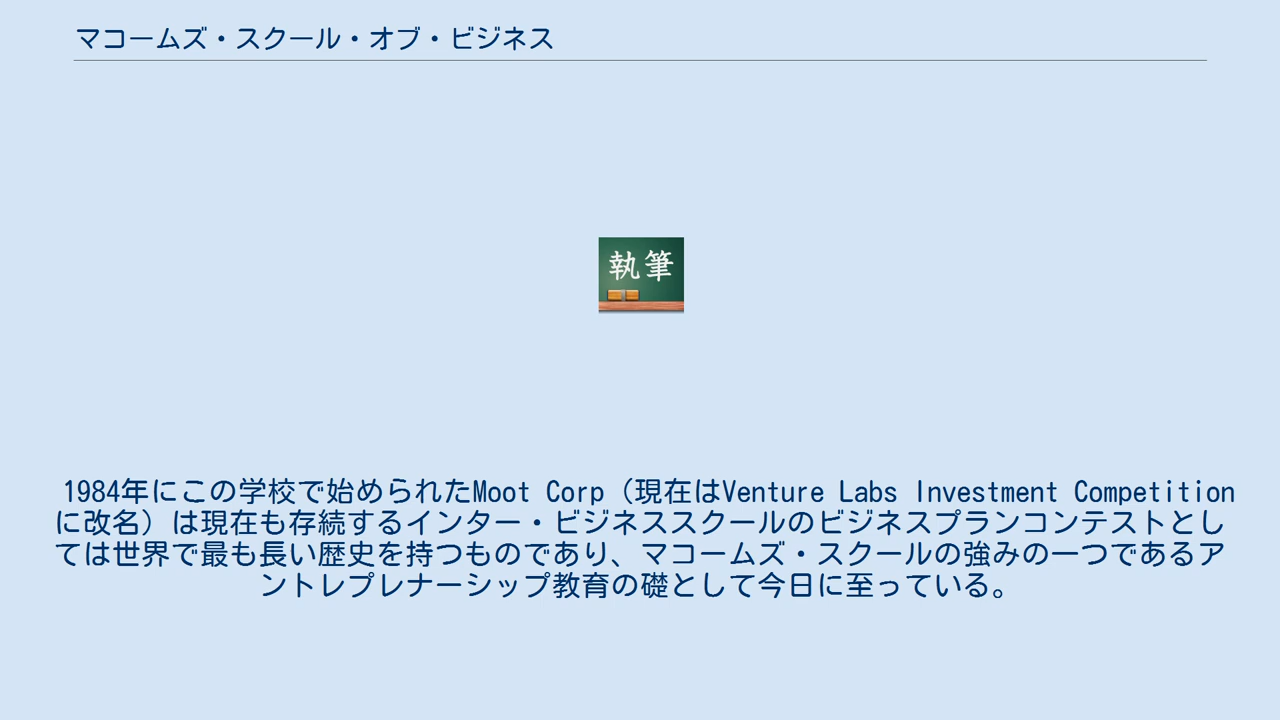 マコームズ・スクール・オブ・ビジネス
執筆
1984年にこの学校で始められたMoot Corp（現在はVenture Labs Investment Competition
に改名）は現在も存続するインター・ビジネススクールのビジネスプランコンテストとし
ては世界で最も長い歴史を持つものであり、マコームズ・スクールの強みの一つであるア
ントレプレナーシップ教育の礎として今日に至っている。